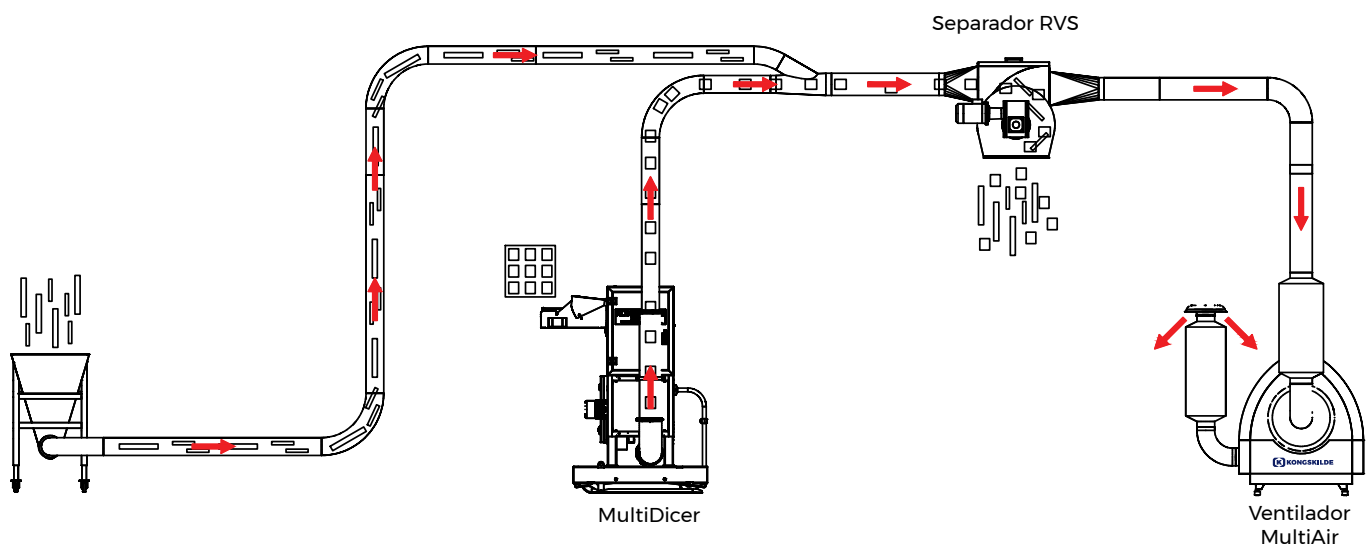 Separador RVS
MultiDicer
KONGSKILDE
Ventilador
MultiAir